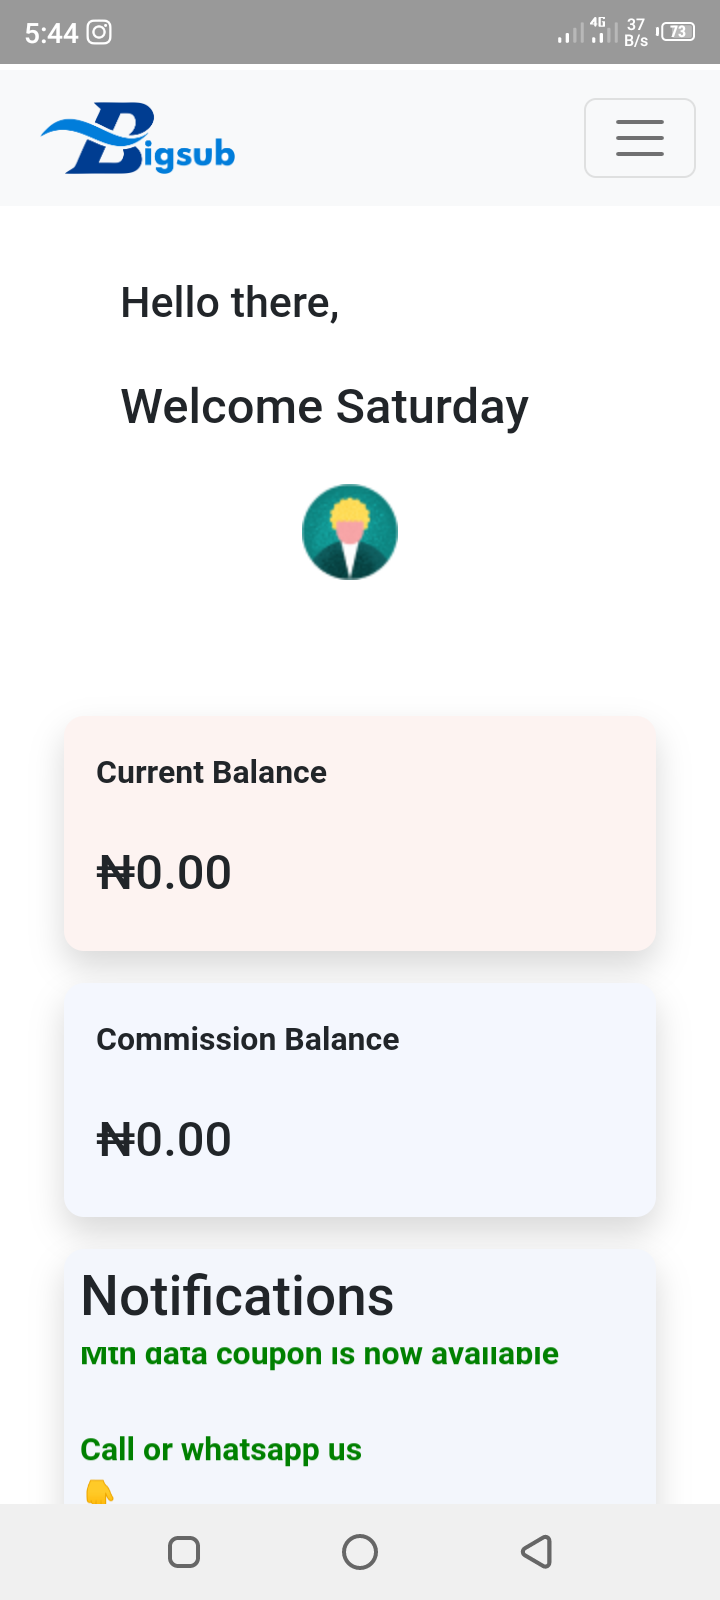 5:44
4G
37
B/s
73
Bigsub
Hello there,
Welcome Saturday
Current Balance
₦0.00
Commission Balance
₦0.00
Notifications
Mtn data coupon is now available
Call or whatsapp us